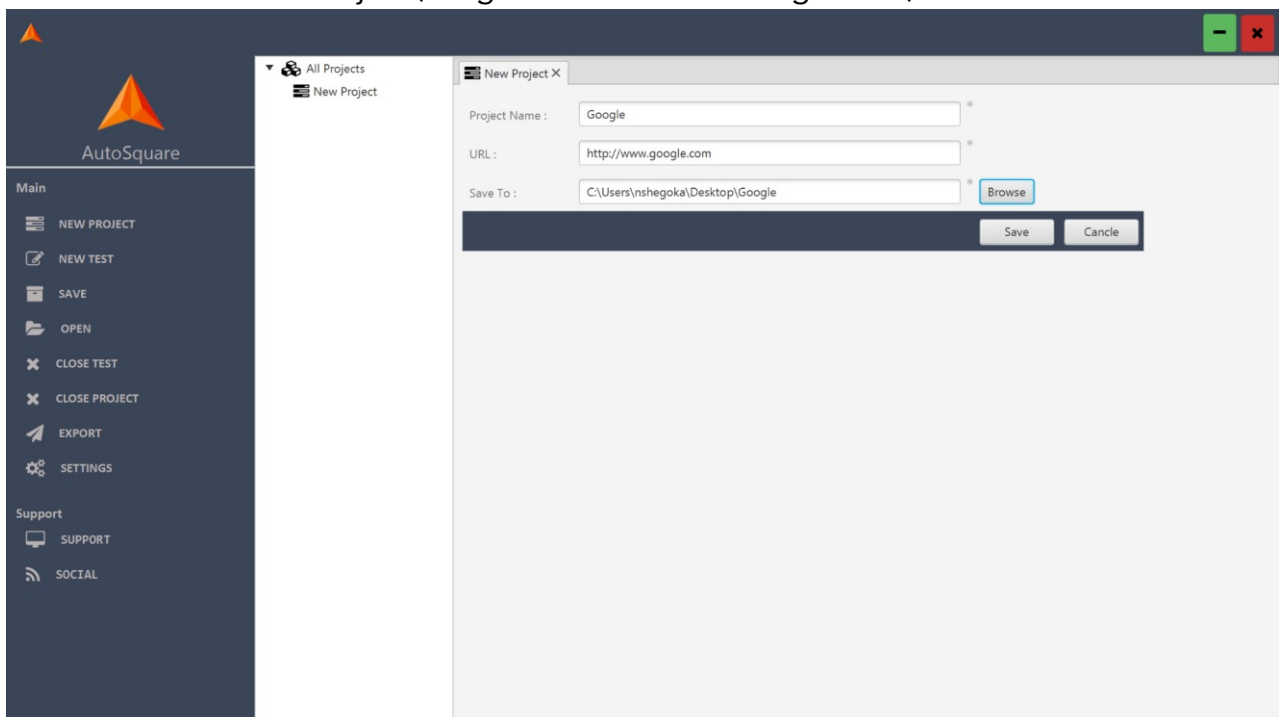 AutoSquare
Main
NEW PROJECT
NEW TEST
SAVE
OPEN
CLOSE TEST
CLOSE PROJECT
EXPORT
SETTINGS
Support
SUPPORT
SOCIAL
All Projects
New Project
New Project
Project Name : Google *
URL : http://www.google.com *
Save To : C:\Users\nshegoka\Desktop\Google * Browse
Save Cancle